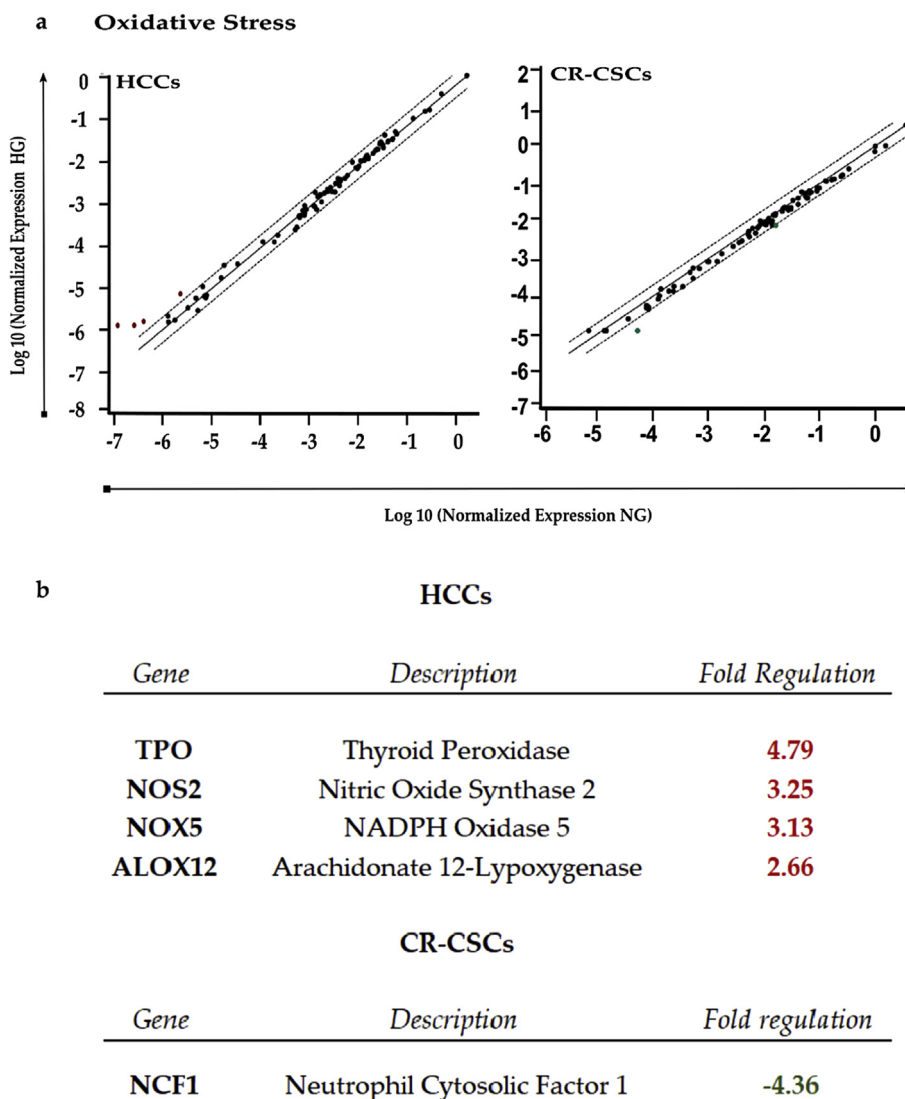 a Oxidative Stress
HCCs
CR-CSCs
Log 10 (Normalized Expression HG)
0
-1
-2
-3
-4
-5
-6
-7
-8
-7 -6 -5 -4 -3 -2 -1 0
2
1
0
-1
-2
-3
-4
-5
-6
-7
-6 -5 -4 -3 -2 -1 0
Log 10 (Normalized Expression NG)
b
HCCs
Gene Description Fold Regulation
TPO Thyroid Peroxidase 4.79
NOS2 Nitric Oxide Synthase 2 3.25
NOX5 NADPH Oxidase 5 3.13
ALOX12 Arachidonate 12-Lypoxygenase 2.66
CR-CSCs
Gene Description Fold regulation
NCF1 Neutrophil Cytosolic Factor 1 -4.36